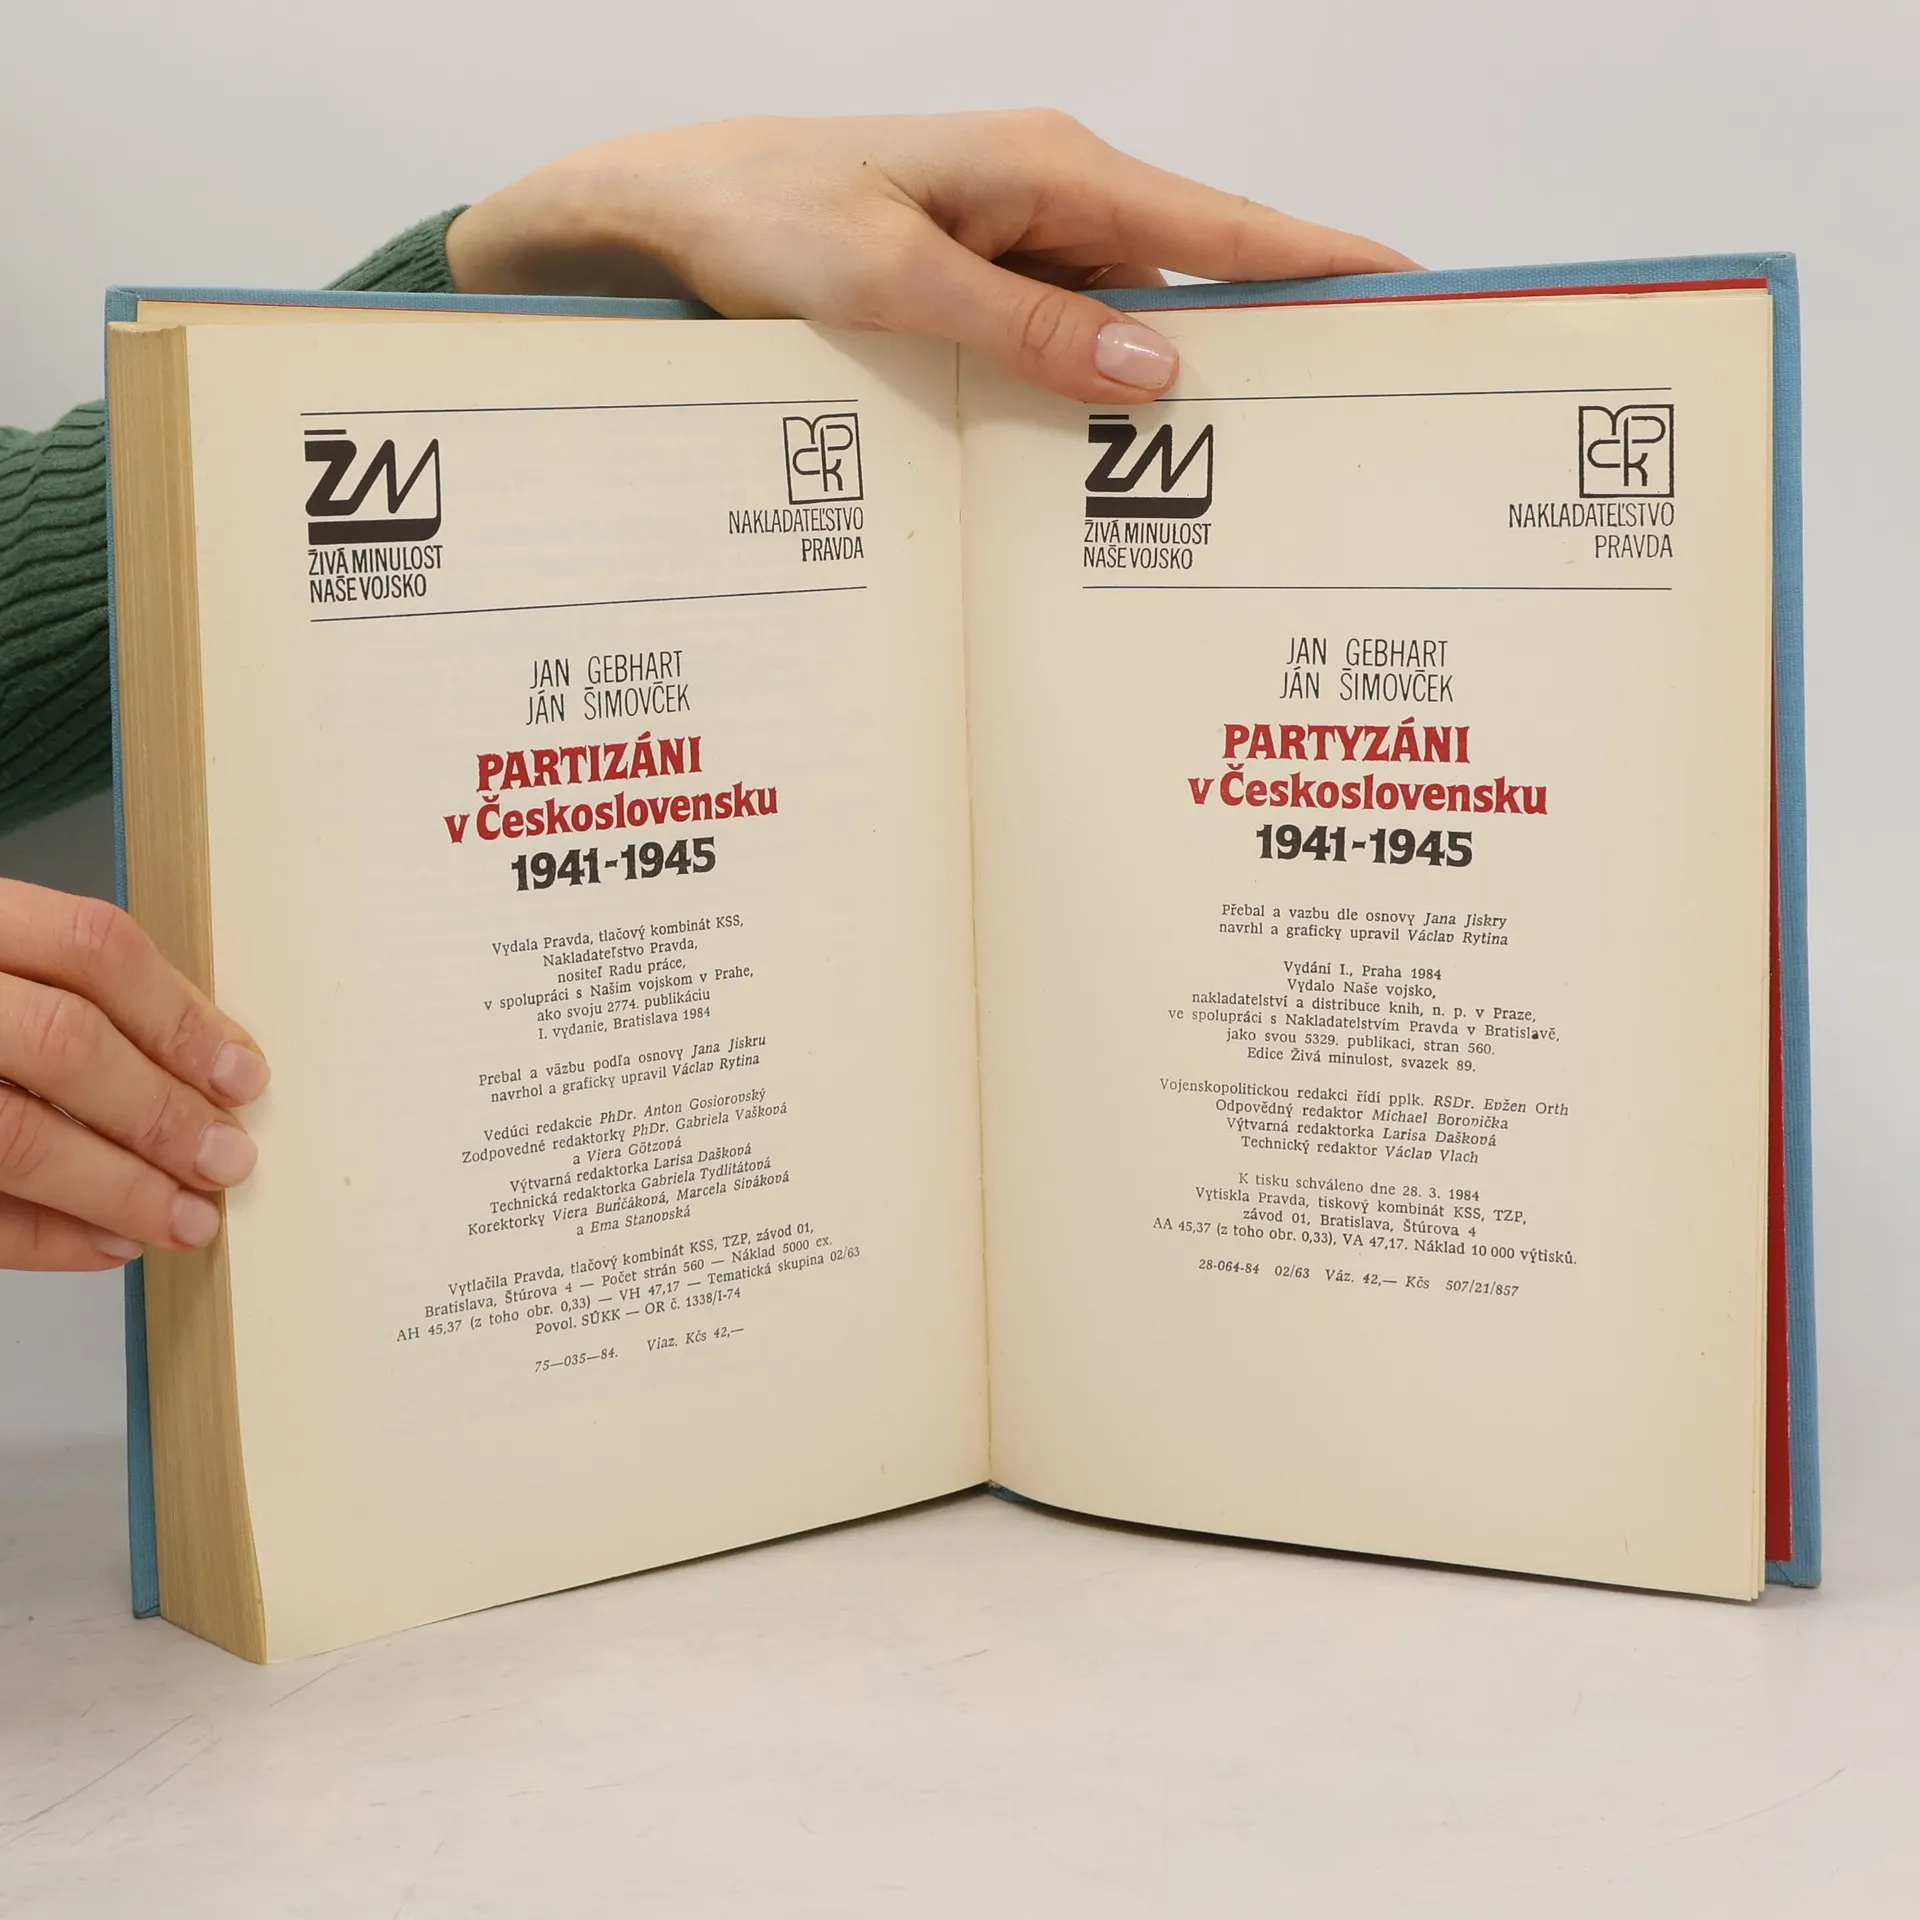 ŽM
ŽIVÁ MINULOST
NAŠE VOJSKO
NAKLADATEĽSTVO
PRAVDA
JAN GEBHART
JÁN ŠIMOVČEK
PARTIZÁNI
v Československu
1941-1945
Vydala Pravda, tlačový kombinát KSS,
Nakladateľstvo Pravda,
nositeľ Radu práce,
v spolupráci s Naším vojskom v Prahe,
ako svoju 2774. publikáciu
I. vydanie, Bratislava 1984
Prebal a väzbu podľa osnovy Jana Jiskru
navrhol a graficky upravil Václav Rytina
Vedúci redakcie PhDr. Anton Gosiorovský
Zodpovedné redaktorky PhDr. Gabriela Vašková
a Viera Götzová
Výtvarná redaktorka Larisa Dašková
Technická redaktorka Gabriela Tydlitátová
Korektorky Viera Bunčáková, Marcela Siváková
a Ema Stanovská
Vytlačila Pravda, tlačový kombinát KSS, TZP, závod 01,
Bratislava, Štúrova 4 — Počet strán 560 — Náklad 5000 ex.
AH 45,37 (z toho obr. 0,33) — VH 47,17 — Tematická skupina 02/63
Povol. SÚKK — OR č. 1338/I-74
75—035—84. Viaz. Kčs 42,—
ŽM
ŽIVÁ MINULOST
NAŠE VOJSKO
NAKLADATEĽSTVO
PRAVDA
JAN GEBHART
JÁN ŠIMOVČEK
PARTYZÁNI
v Československu
1941-1945
Přebal a vazbu dle osnovy Jana Jiskry
navrhl a graficky upravil Václav Rytina
Vydání I., Praha 1984
Vydalo Naše vojsko,
nakladatelství a distribuce knih, n. p. v Praze,
ve spolupráci s Nakladatelstvím Pravda v Bratislavě,
jako svou 5329. publikaci, stran 560.
Edice Živá minulost, svazek 89.
Vojenskopolitickou redakci řídí pplk. RSDr. Evžen Orth
Odpovědný redaktor Michael Borovička
Výtvarná redaktorka Larisa Dašková
Technický redaktor Václav Vlach
K tisku schváleno dne 28. 3. 1984
Vytiskla Pravda, tiskový kombinát KSS, TZP,
závod 01, Bratislava, Štúrova 4
AA 45,37 (z toho obr. 0,33), VA 47,17. Náklad 10 000 výtisků.
28-064-84 02/63 Váz. 42,— Kčs 507/21/857